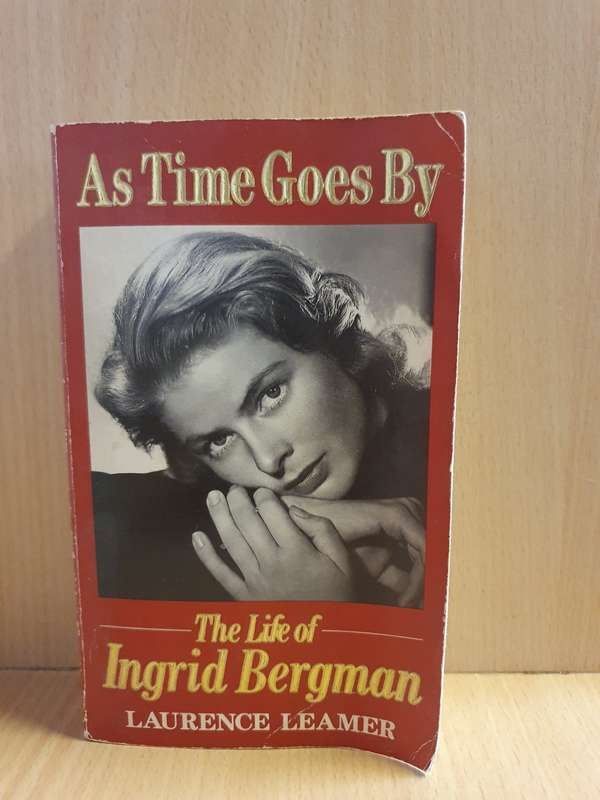 As Time Goes By
The Life of
Ingrid Bergman
LAURENCE LEAMER